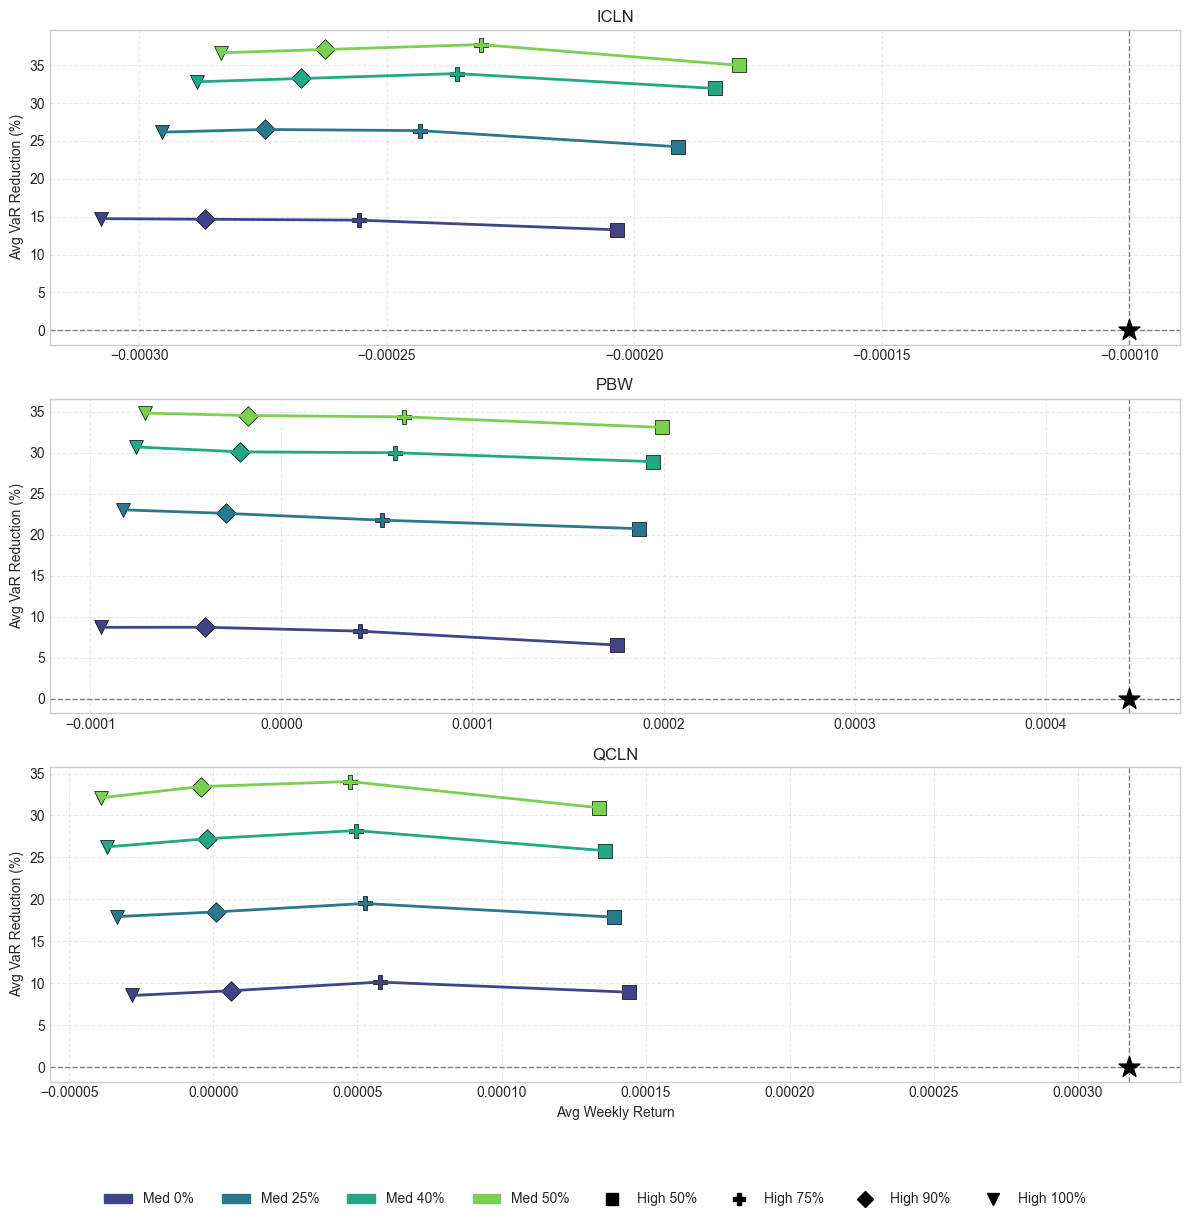 ICLN
Avg VaR Reduction (%)
35
30
25
20
15
10
5
0
−0.00030
−0.00025
−0.00020
−0.00015
−0.00010
PBW
Avg VaR Reduction (%)
35
30
25
20
15
10
5
0
−0.0001
0.0000
0.0001
0.0002
0.0003
0.0004
QCLN
Avg VaR Reduction (%)
35
30
25
20
15
10
5
0
−0.00005
0.00000
0.00005
0.00010
0.00015
0.00020
0.00025
0.00030
Avg Weekly Return
Med 0%
Med 25%
Med 40%
Med 50%
High 50%
High 75%
High 90%
High 100%